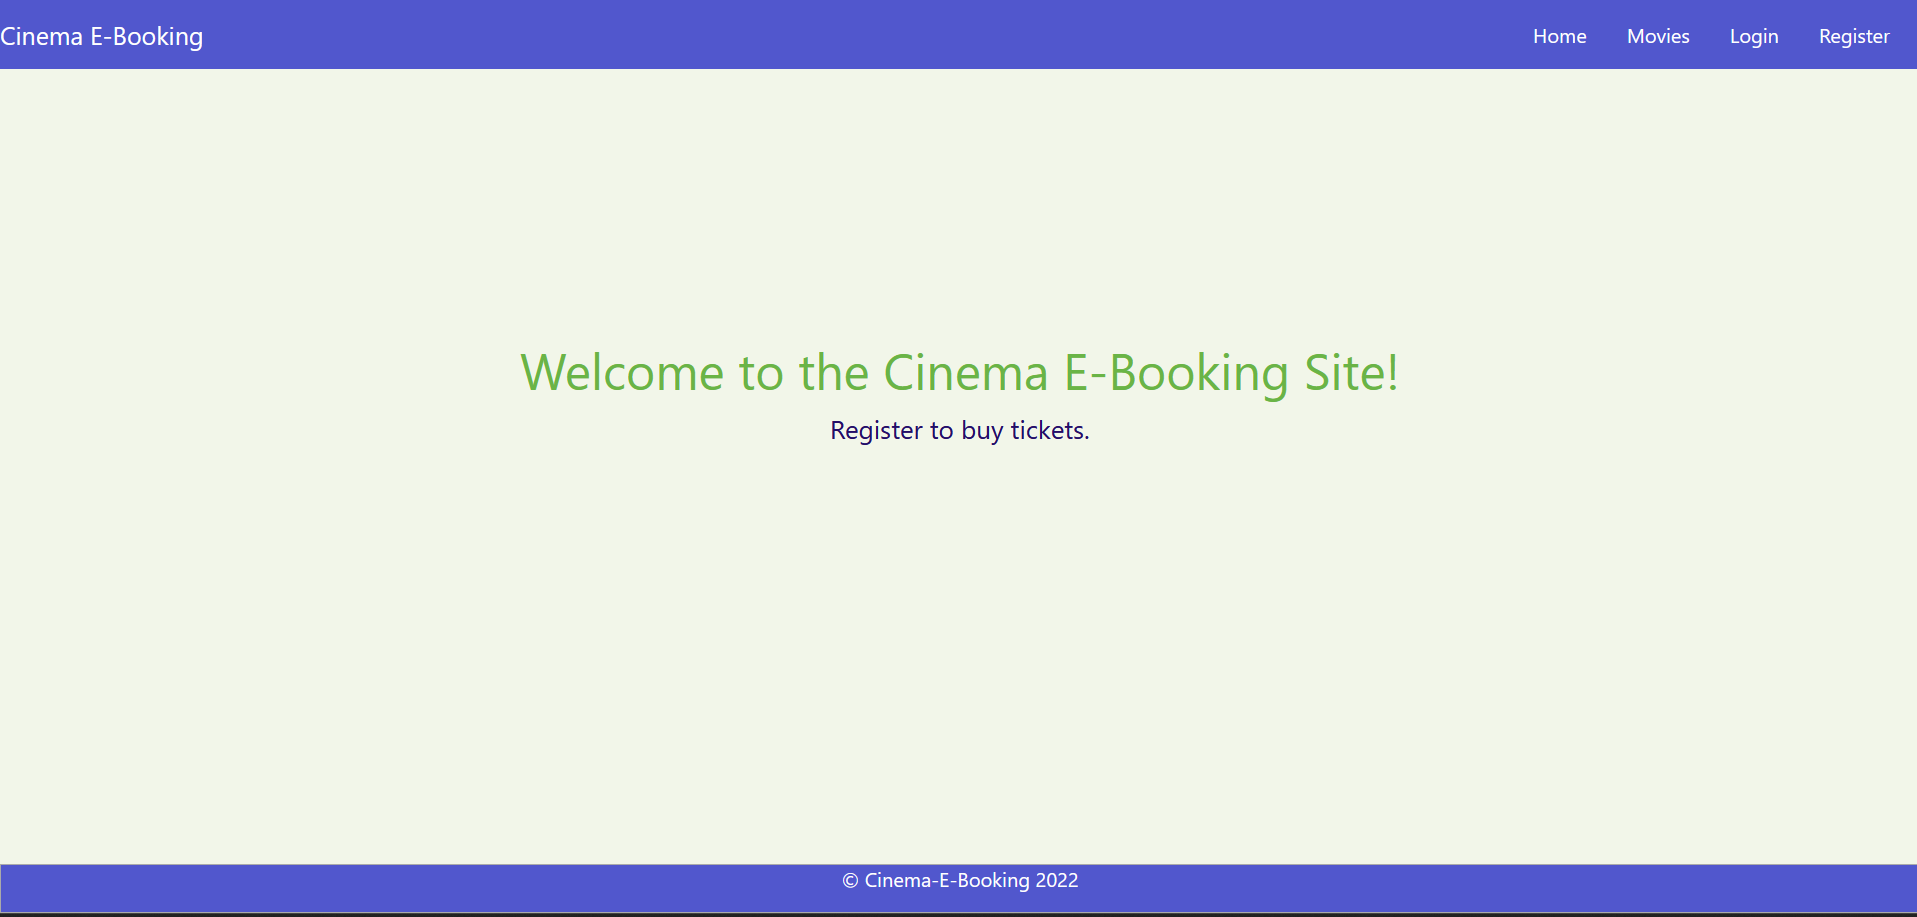 Cinema E-Booking Home Movies Login Register
Welcome to the Cinema E-Booking Site!
Register to buy tickets.
© Cinema-E-Booking 2022